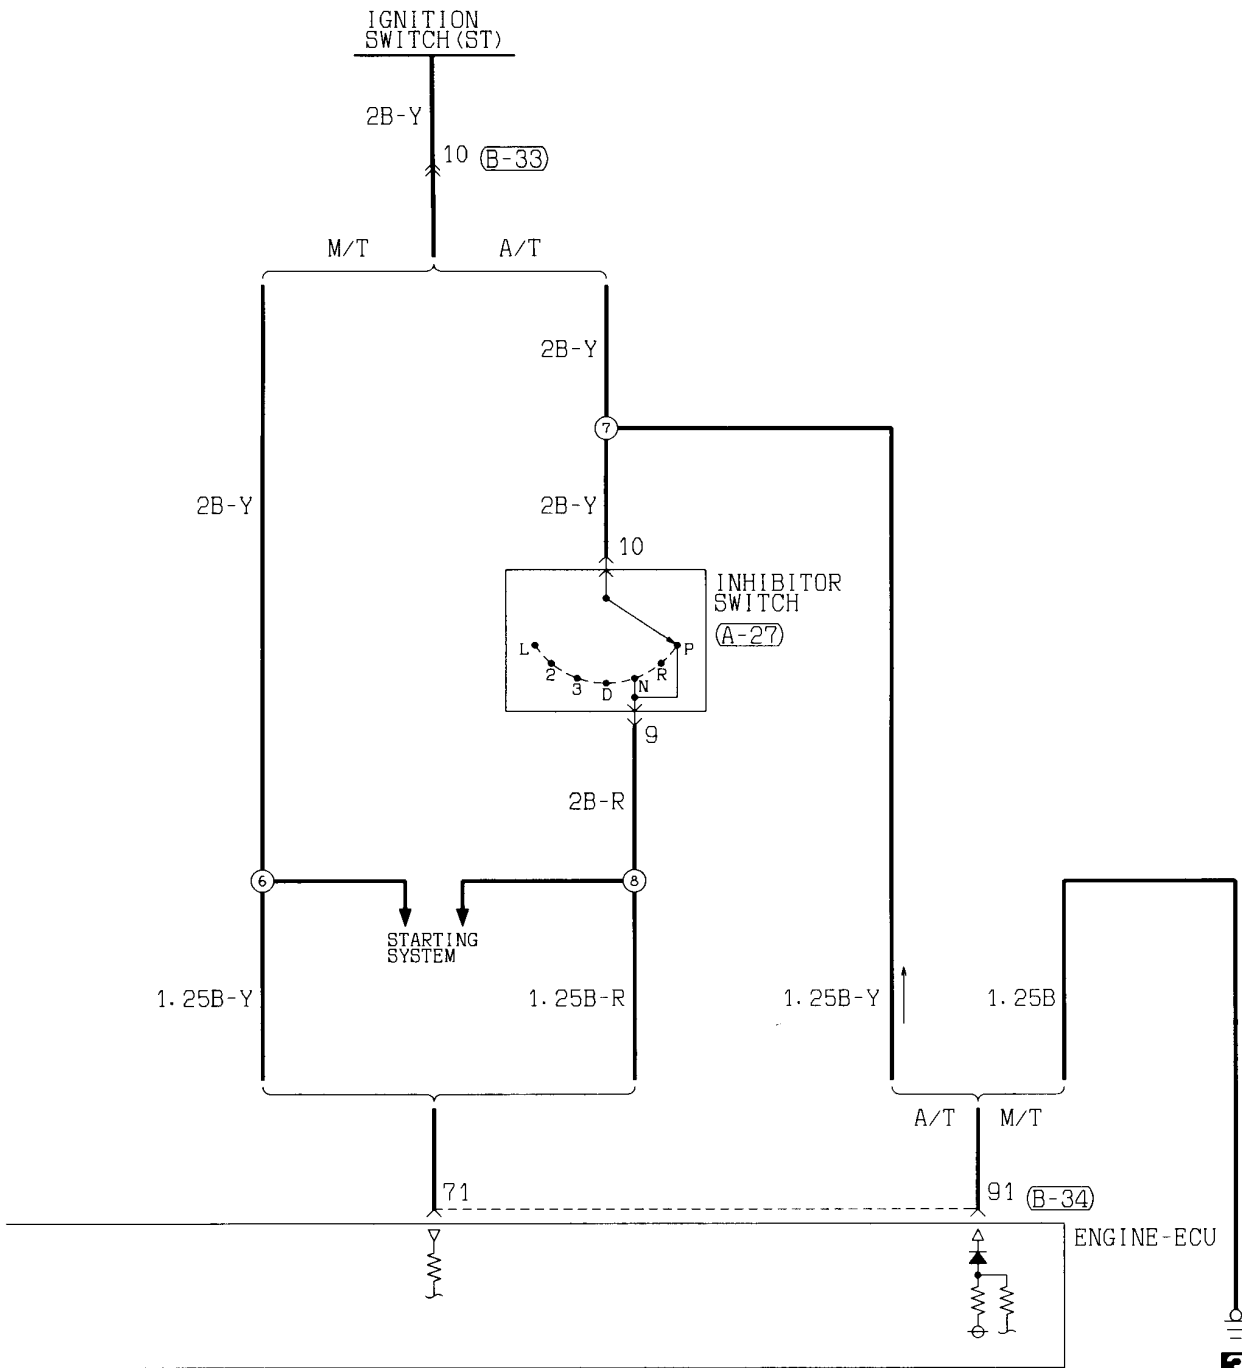 IGNITION
SWITCH(ST)
2B-Y
10 (B-33)
M/T A/T
2B-Y
7
2B-Y 2B-Y
10
INHIBITOR
SWITCH
(A-27)
L P
2 R
3 D N
9
2B-R
6 8
STARTING
SYSTEM
1.25B-Y 1.25B-R 1.25B-Y 1.25B
A/T M/T
71 91 (B-34)
ENGINE-ECU